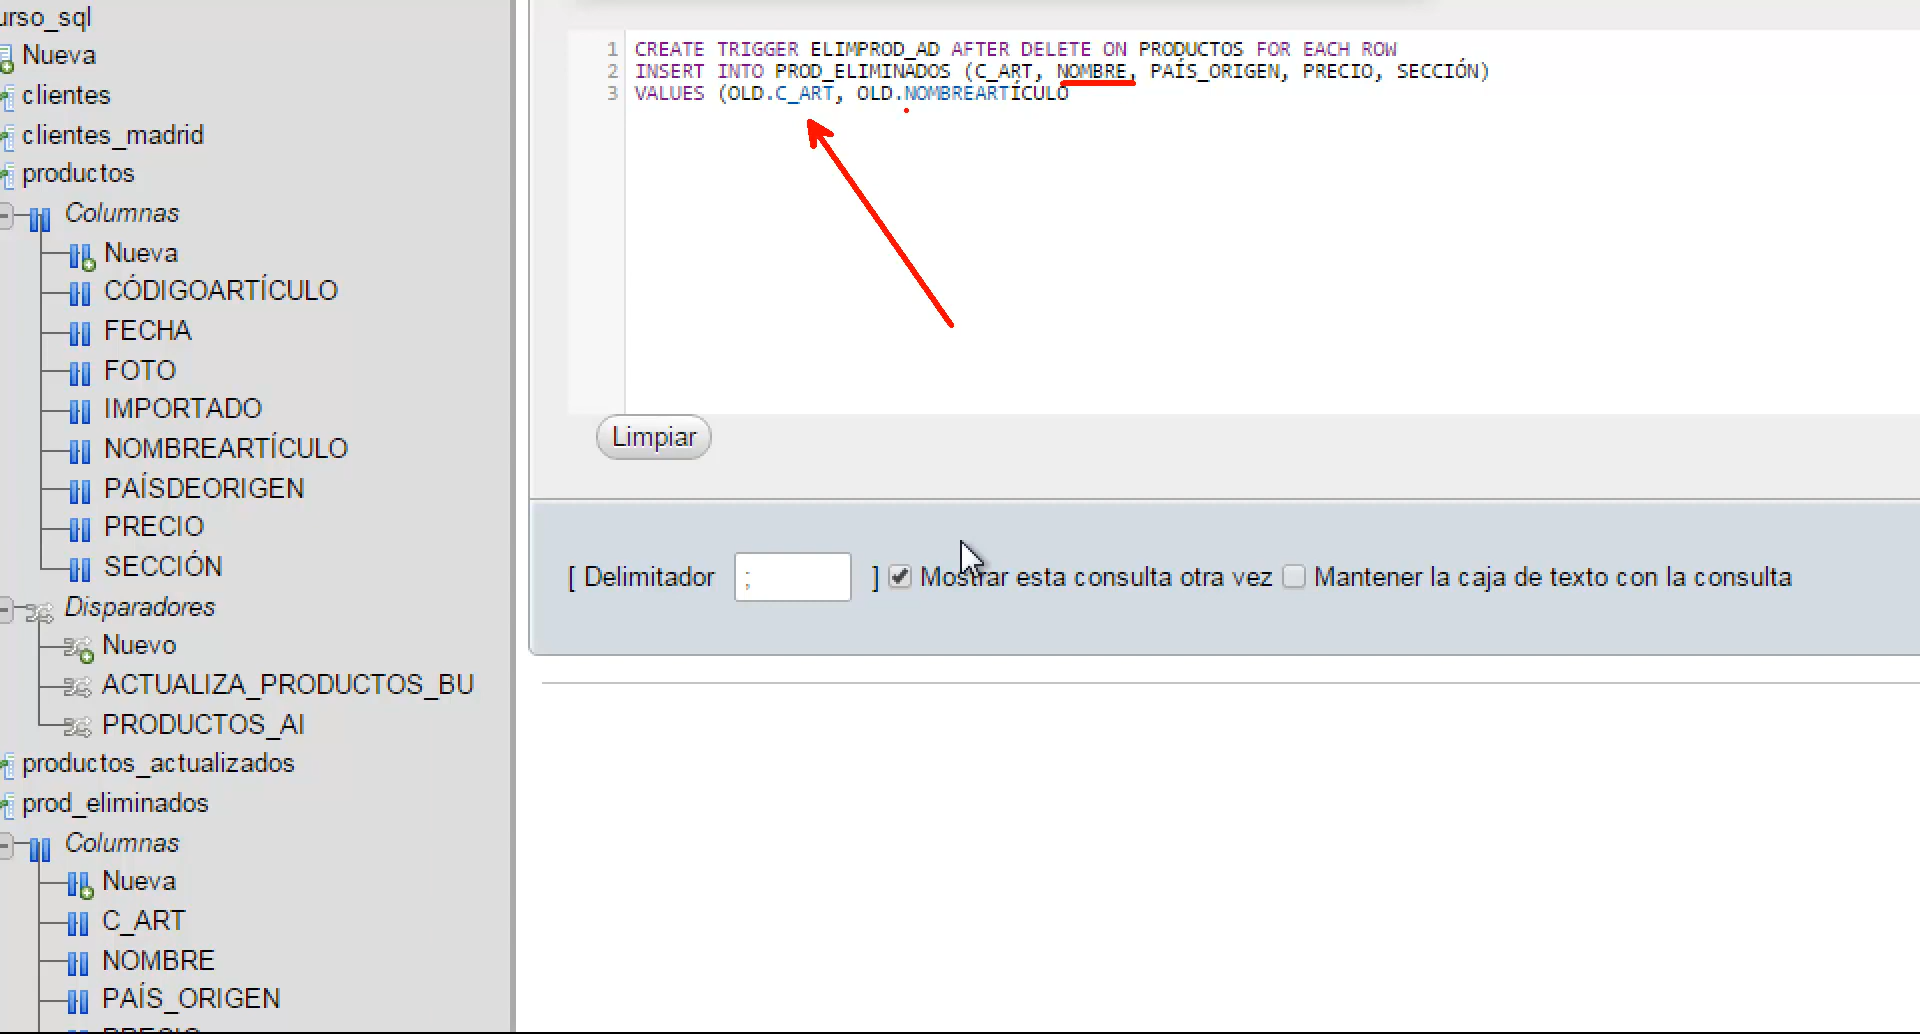 urso_sql
Nueva
clientes
clientes_madrid
productos
Columnas
Nueva
CÓDIGOARTÍCULO
FECHA
FOTO
IMPORTADO
NOMBREARTÍCULO
PAÍSDEORIGEN
PRECIO
SECCIÓN
Disparadores
Nuevo
ACTUALIZA_PRODUCTOS_BU
PRODUCTOS_AI
productos_actualizados
prod_eliminados
Columnas
Nueva
C_ART
NOMBRE
PAÍS_ORIGEN
PRECIO
1 CREATE TRIGGER ELIMPROD_AD AFTER DELETE ON PRODUCTOS FOR EACH ROW
2 INSERT INTO PROD_ELIMINADOS (C_ART, NOMBRE, PAÍS_ORIGEN, PRECIO, SECCIÓN)
3 VALUES (OLD.C_ART, OLD.NOMBREARTÍCULO
Limpiar
[ Delimitador ; ] Mostrar esta consulta otra vez Mantener la caja de texto con la consulta